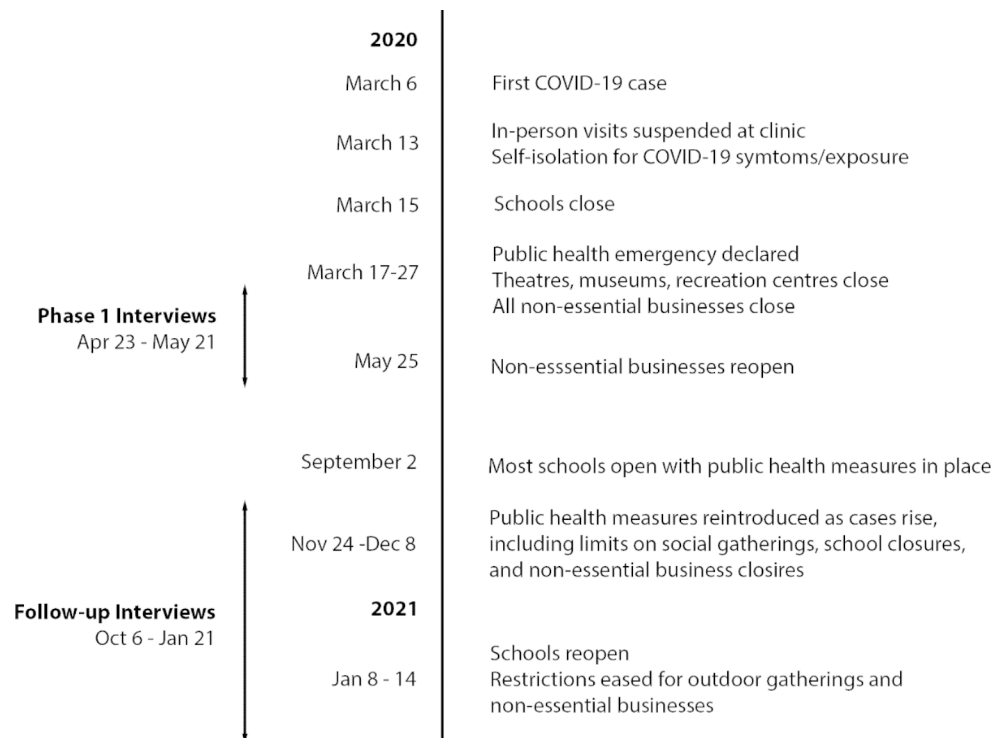 2020
March 6
First COVID-19 case
March 13
In-person visits suspended at clinic
Self-isolation for COVID-19 symtoms/exposure
March 15
Schools close
March 17-27
Public health emergency declared
Theatres, museums, recreation centres close
All non-essential businesses close
Phase 1 Interviews
Apr 23 - May 21
May 25
Non-esssential businesses reopen
September 2
Most schools open with public health measures in place
Nov 24 -Dec 8
Public health measures reintroduced as cases rise,
including limits on social gatherings, school closures,
and non-essential business closires
2021
Follow-up Interviews
Oct 6 - Jan 21
Jan 8 - 14
Schools reopen
Restrictions eased for outdoor gatherings and
non-essential businesses